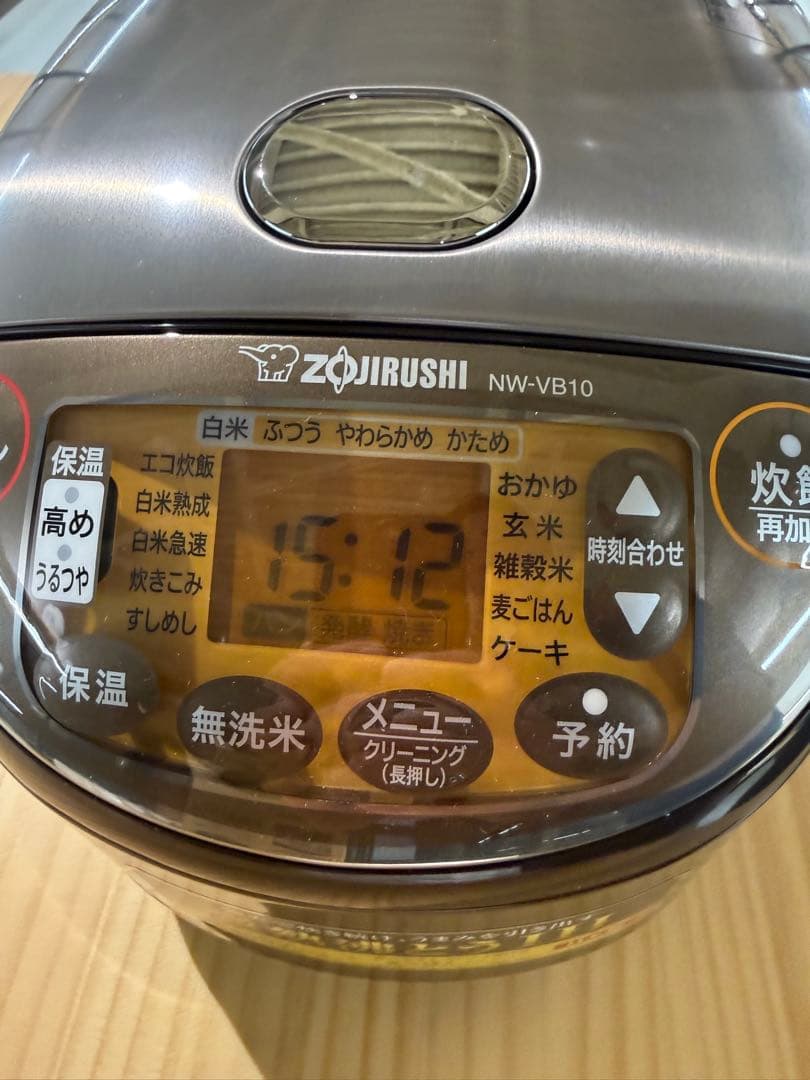 ZOJIRUSHI NW-VB10
白米 ふつう やわらかめ かため
保温
高め
うるつや
エコ炊飯
白米熟成
白米急速
炊きこみ
すしめし
15:12
おかゆ
玄米
雑穀米
麦ごはん
ケーキ
時刻合わせ
炊飯
再加
保温
無洗米
メニュー
クリーニング
(長押し)
予約